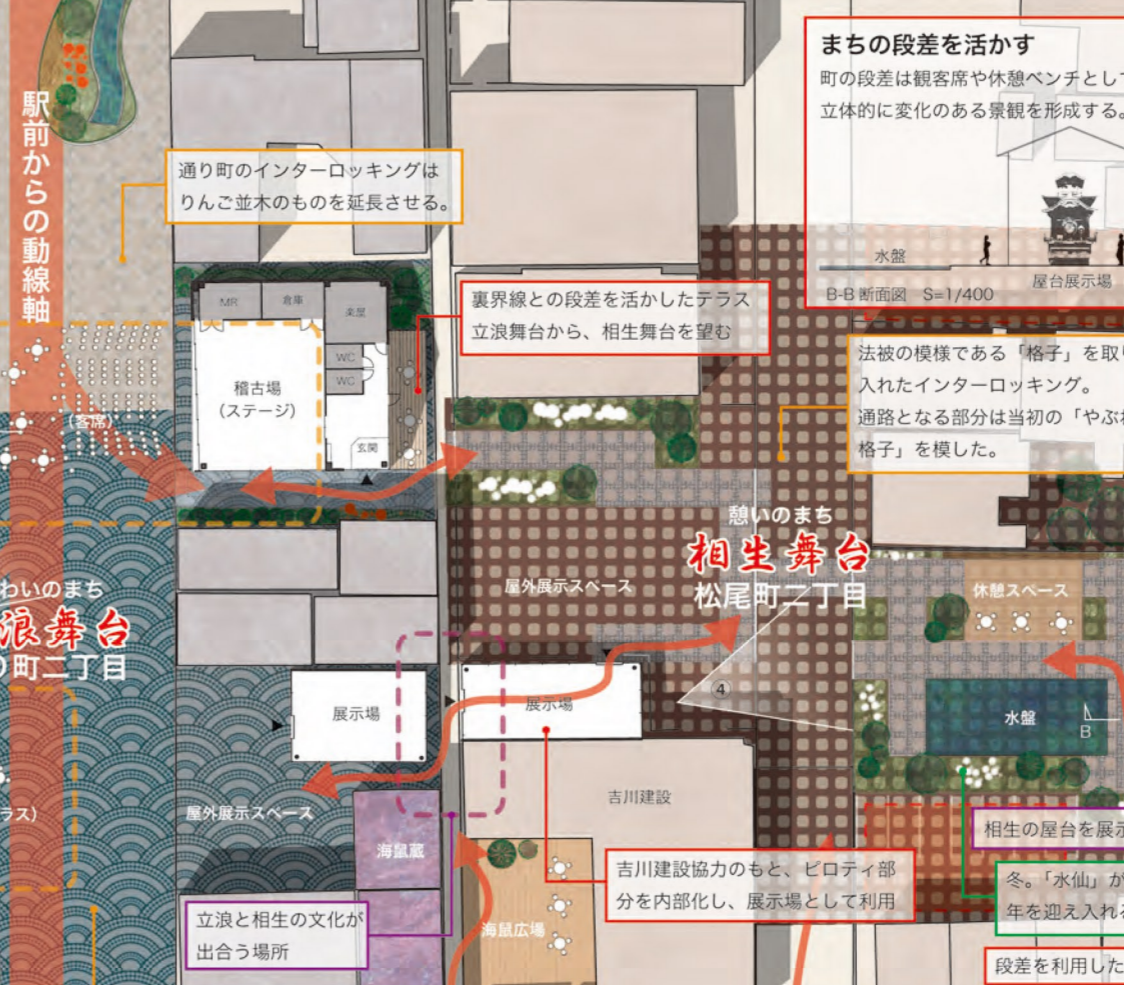 駅前からの動線軸
通り町のインターロッキングは
りんご並木のものを延長させる。
まちの段差を活かす
町の段差は観客席や休憩ベンチとして
立体的に変化のある景観を形成する。
水盤
屋台展示場
B-B 断面図 S=1/400
MR
倉庫
楽屋
WC
WC
稽古場
(ステージ)
玄関
(客席)
裏界線との段差を活かしたテラス
立浪舞台から、相生舞台を望む
法被の模様である「格子」を取り
入れたインターロッキング。
通路となる部分は当初の「やぶれ
格子」を模した。
憩いのまち
相生舞台
松尾町二丁目
屋外展示スペース
休憩スペース
わいのまち
浪舞台
り町二丁目
展示場
展示場
④
水盤
B
屋外展示スペース
ラス)
吉川建設
海鼠蔵
相生の屋台を展示
吉川建設協力のもと、ピロティ部
分を内部化し、展示場として利用
冬。「水仙」が
年を迎え入れる
立浪と相生の文化が
出合う場所
海鼠広場
段差を利用した